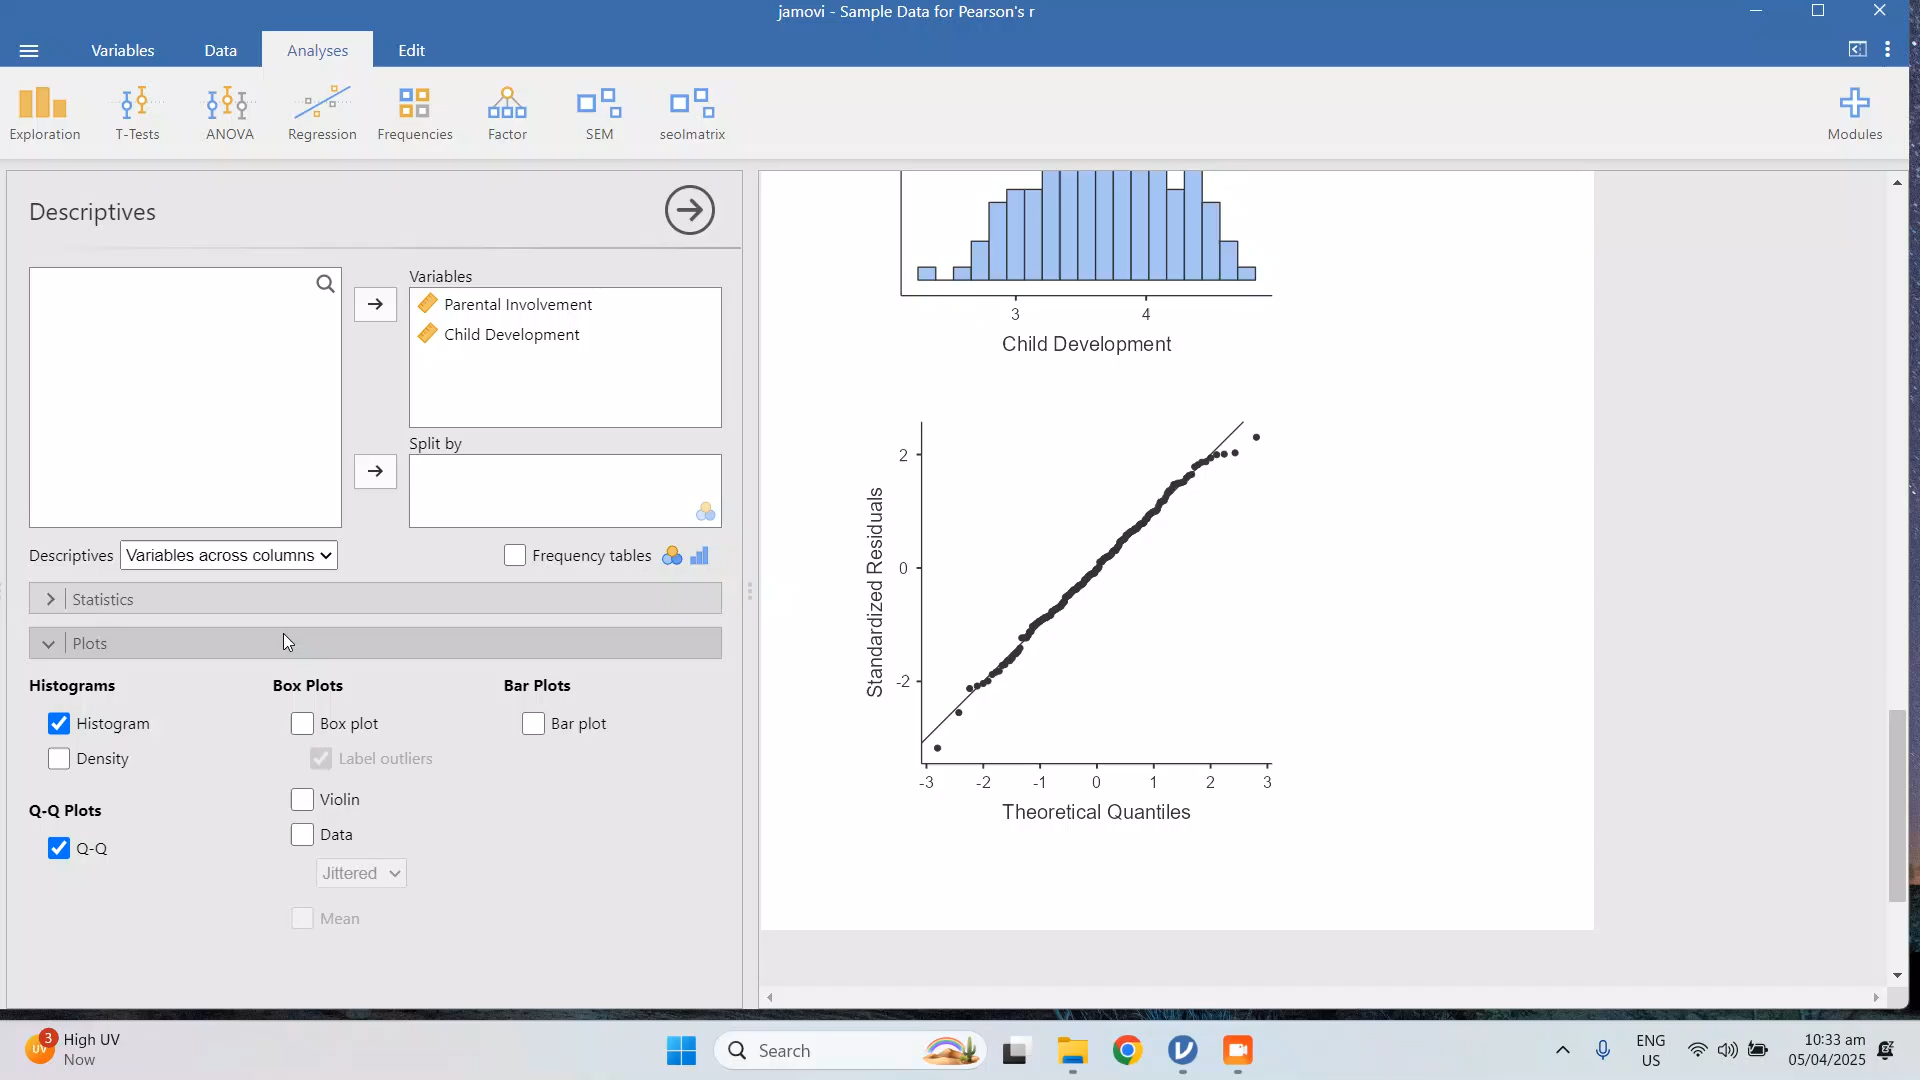 jamovi - Sample Data for Pearson's r
Variables
Data
Analyses
Edit
Exploration
T-Tests
ANOVA
Regression
Frequencies
Factor
SEM
seolmatrix
Modules
Descriptives
Variables
Parental Involvement
Child Development
Split by
Descriptives
Variables across columns
Frequency tables
Statistics
Plots
Histograms
Box Plots
Bar Plots
Histogram
Box plot
Bar plot
Density
Label outliers
Violin
Q-Q Plots
Data
Q-Q
Jittered
Mean
3
4
Child Development
2
0
-2
Standardized Residuals
-3
-2
-1
0
1
2
3
Theoretical Quantiles
3
UV
High UV
Now
Search
ENG
US
10:33 am
05/04/2025